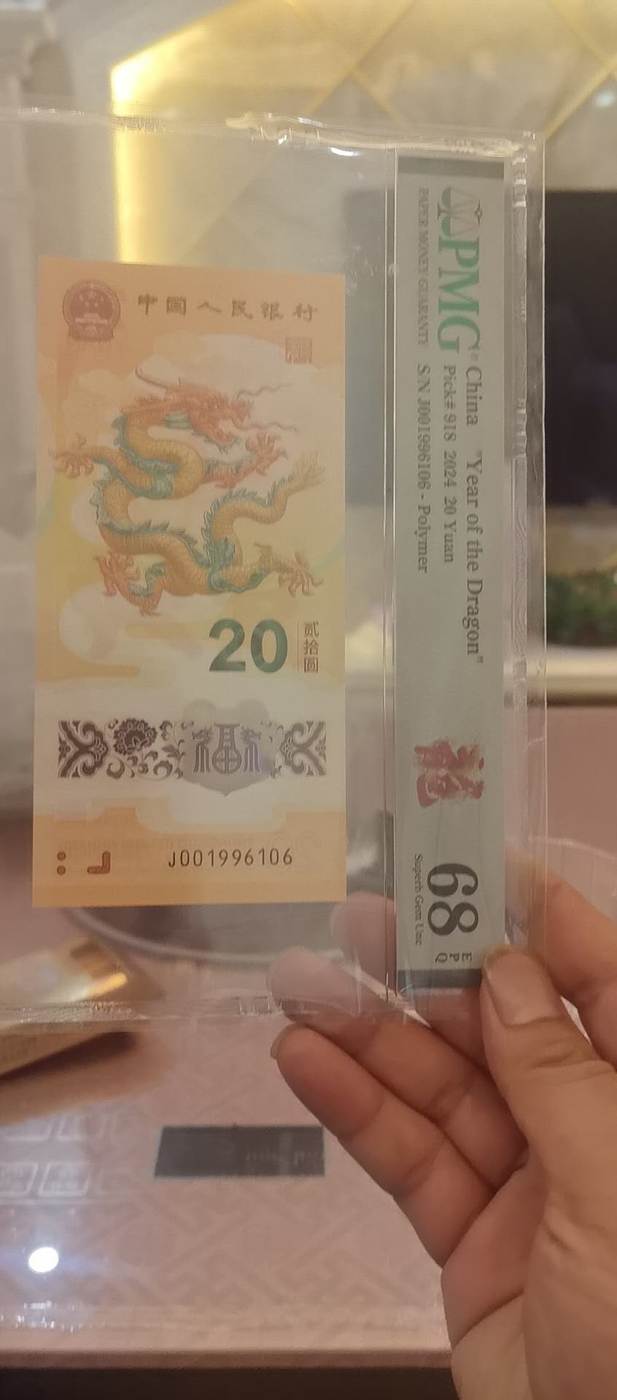 PMG
PAPER MONEY GUARANTY
China "Year of the Dragon"
Pick# 918 2024 20 Yuan
S/N J001996106 - Polymer
68
EPQ
Superb Gem Unc
中国人民银行
20
贰拾圆
J001996106